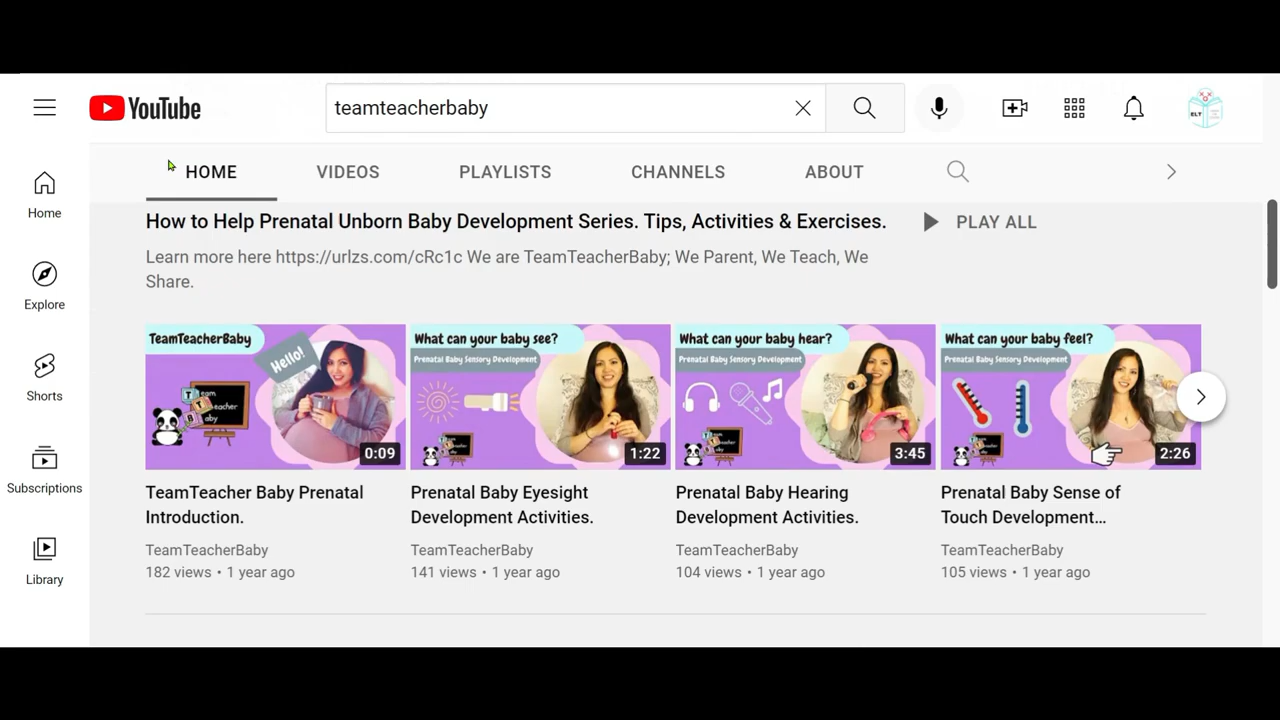 YouTube
teamteacherbaby
ELT
HOME
VIDEOS
PLAYLISTS
CHANNELS
ABOUT
Home
Explore
Shorts
Subscriptions
Library
How to Help Prenatal Unborn Baby Development Series. Tips, Activities & Exercises.
PLAY ALL
Learn more here https://urlzs.com/cRc1c We are TeamTeacherBaby; We Parent, We Teach, We
Share.
TeamTeacherBaby
Hello!
Team
Teacher
Baby
0:09
What can your baby see?
Prenatal Baby Sensory Development
1:22
What can your baby hear?
Prenatal Baby Sensory Development
3:45
What can your baby feel?
Prenatal Baby Sensory Development
2:26
TeamTeacher Baby Prenatal
Introduction.
TeamTeacherBaby
182 views • 1 year ago
Prenatal Baby Eyesight
Development Activities.
TeamTeacherBaby
141 views • 1 year ago
Prenatal Baby Hearing
Development Activities.
TeamTeacherBaby
104 views • 1 year ago
Prenatal Baby Sense of
Touch Development...
TeamTeacherBaby
105 views • 1 year ago